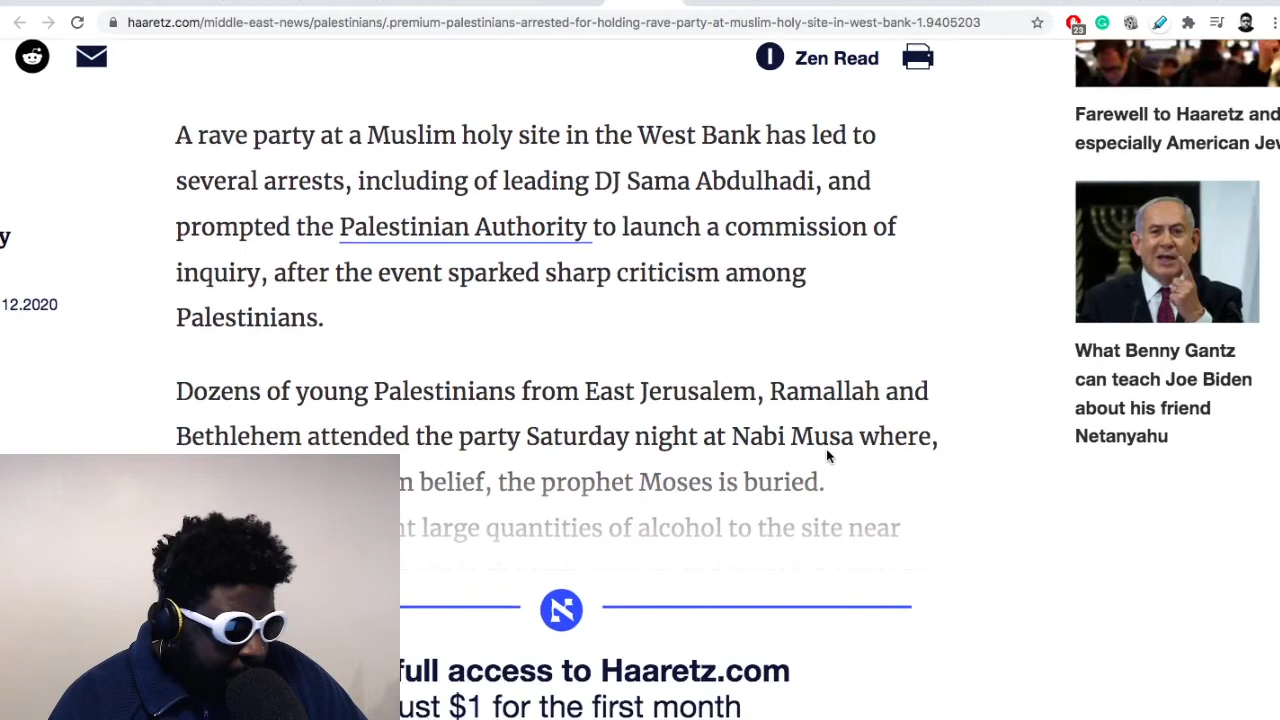 haaretz.com/middle-east-news/palestinians/.premium-palestinians-arrested-for-holding-rave-party-at-muslim-holy-site-in-west-bank-1.9405203
23
Zen Read
A rave party at a Muslim holy site in the West Bank has led to
several arrests, including of leading DJ Sama Abdulhadi, and
prompted the Palestinian Authority to launch a commission of
inquiry, after the event sparked sharp criticism among
Palestinians.
y
12.2020
Dozens of young Palestinians from East Jerusalem, Ramallah and
Bethlehem attended the party Saturday night at Nabi Musa where,
n belief, the prophet Moses is buried.
nt large quantities of alcohol to the site near
full access to Haaretz.com
ust $1 for the first month
Farewell to Haaretz and
especially American Je
What Benny Gantz
can teach Joe Biden
about his friend
Netanyahu